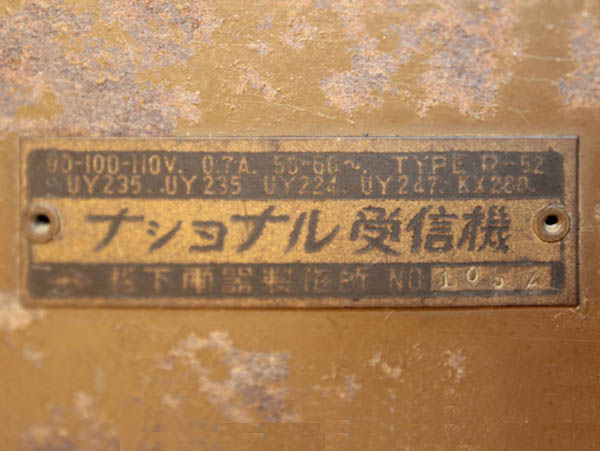 90-100-110V. 0.7A. 50-60~. TYPE R-52
UY235. UY235. UY224. UY247. KX280.
ナショナル受信機
松下電器製作所 NO. 1052